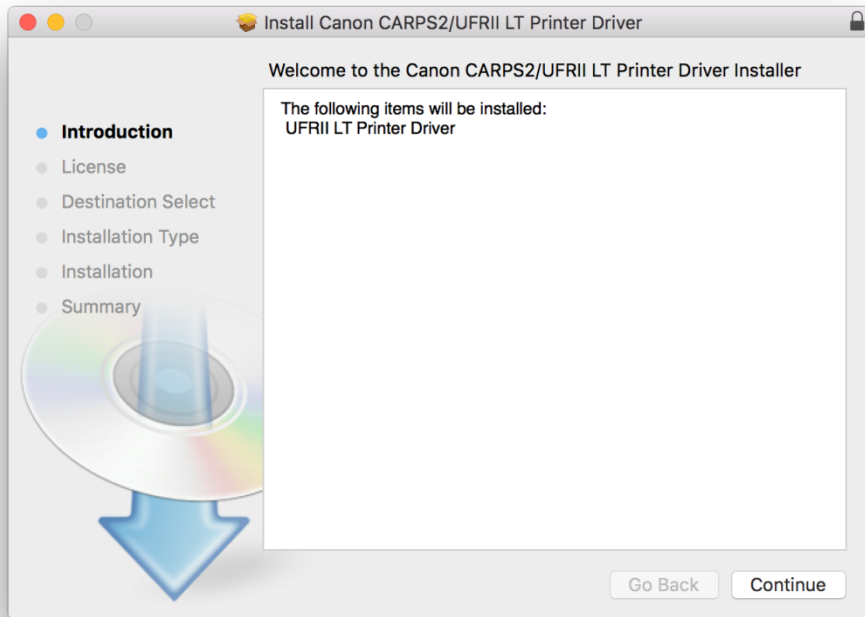 Install Canon CARPS2/UFRII LT Printer Driver
Welcome to the Canon CARPS2/UFRII LT Printer Driver Installer
Introduction
License
Destination Select
Installation Type
Installation
Summary
The following items will be installed:
UFRII LT Printer Driver
Go Back
Continue